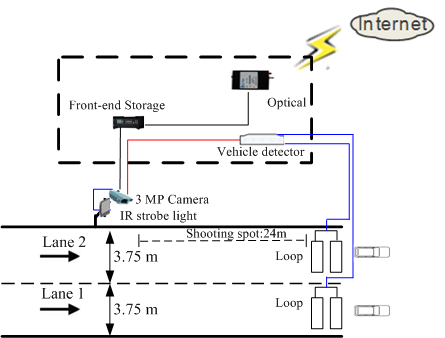 Internet
Optical
Front-end Storage
Vehicle detector
3 MP Camera
IR strobe light
Shooting spot:24m
Lane 2
3.75 m
Loop
Lane 1
3.75 m
Loop